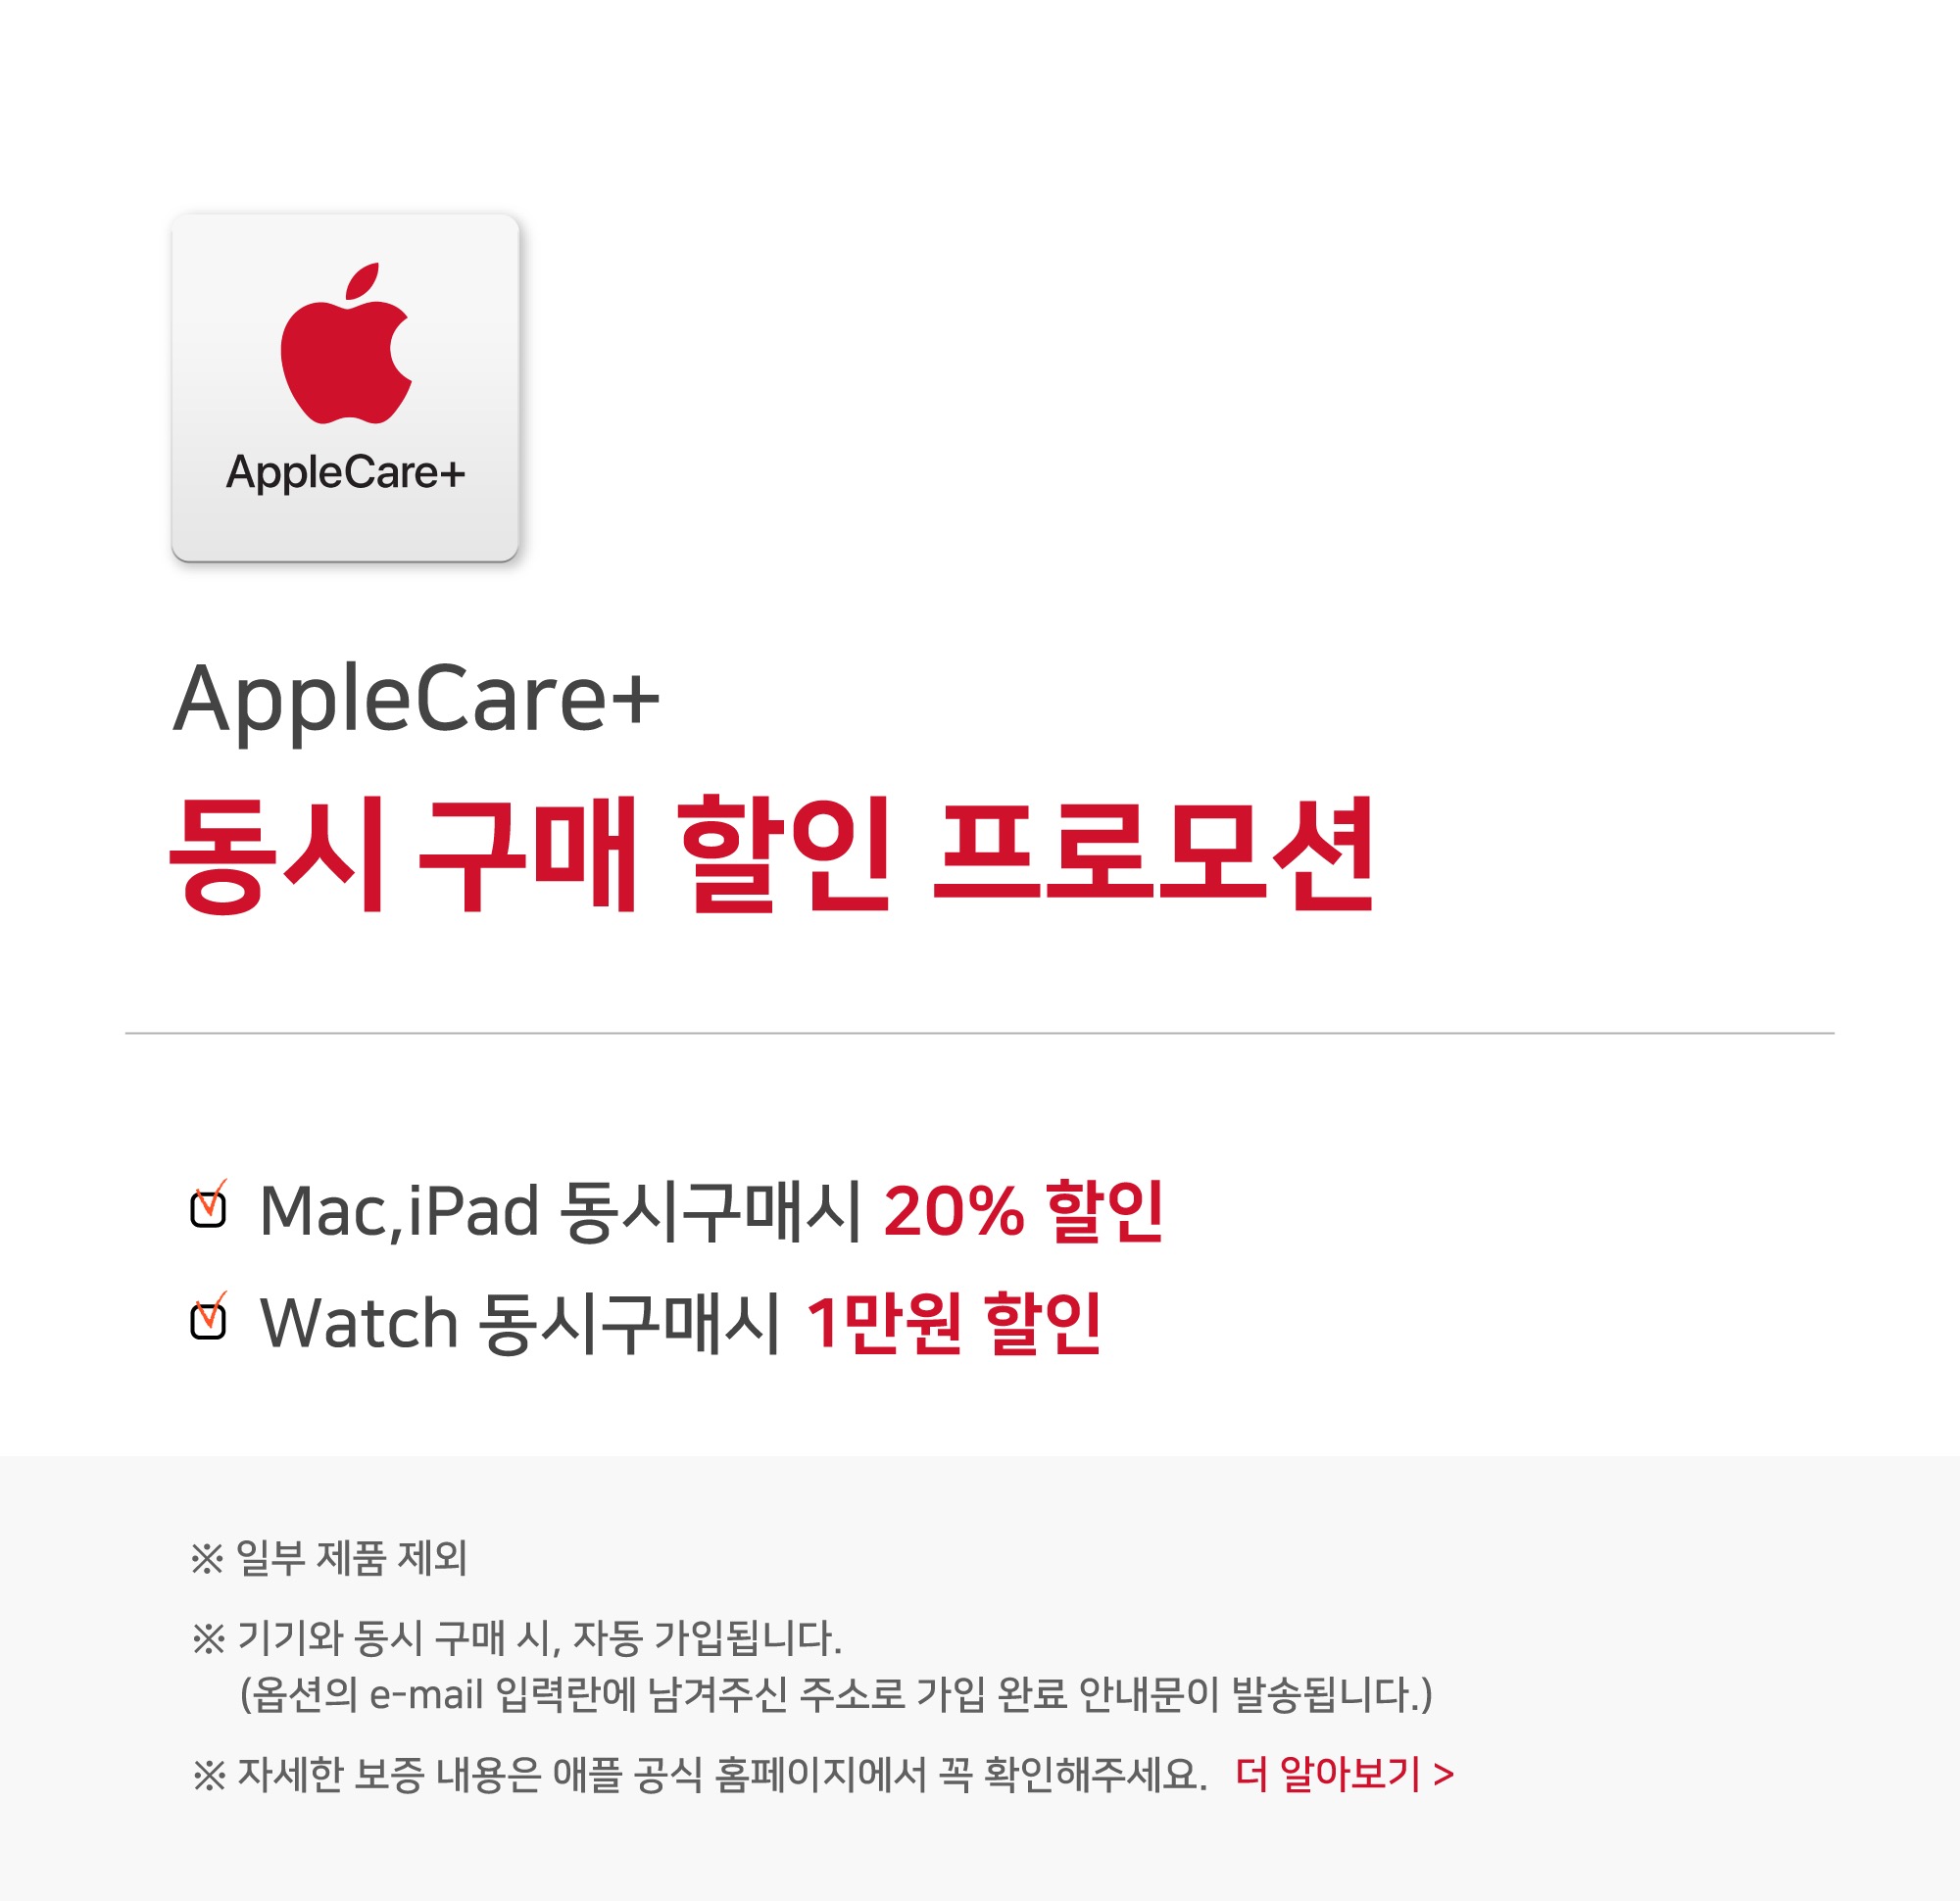 AppleCare+
AppleCare+
동시 구매 할인 프로모션
Mac,iPad 동시구매시 20% 할인
Watch 동시구매시 1만원 할인
※ 일부 제품 제외
※ 기기와 동시 구매 시, 자동 가입됩니다.
(옵션의 e-mail 입력란에 남겨주신 주소로 가입 완료 안내문이 발송됩니다.)
※ 자세한 보증 내용은 애플 공식 홈페이지에서 꼭 확인해주세요. 더 알아보기 >